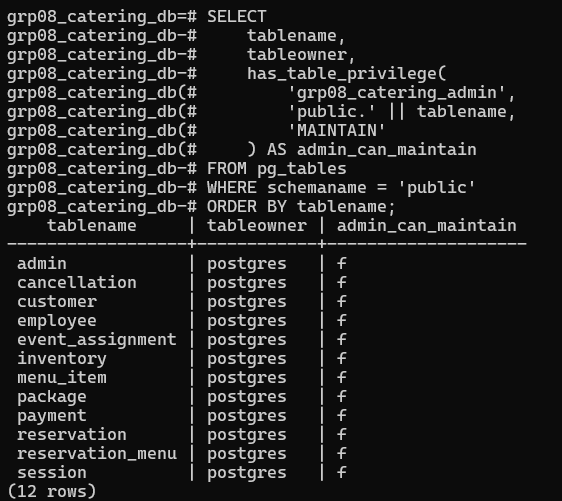 grp08_catering_db=# SELECT
grp08_catering_db-#     tablename,
grp08_catering_db-#     tableowner,
grp08_catering_db-#     has_table_privilege(
grp08_catering_db(#         'grp08_catering_admin',
grp08_catering_db(#         'public.' || tablename,
grp08_catering_db(#         'MAINTAIN'
grp08_catering_db(#     ) AS admin_can_maintain
grp08_catering_db-# FROM pg_tables
grp08_catering_db-# WHERE schemaname = 'public'
grp08_catering_db-# ORDER BY tablename;
    tablename     | tableowner | admin_can_maintain
------------------+------------+--------------------
 admin            | postgres   | f
 cancellation     | postgres   | f
 customer         | postgres   | f
 employee         | postgres   | f
 event_assignment | postgres   | f
 inventory        | postgres   | f
 menu_item        | postgres   | f
 package          | postgres   | f
 payment          | postgres   | f
 reservation      | postgres   | f
 reservation_menu | postgres   | f
 session          | postgres   | f
(12 rows)